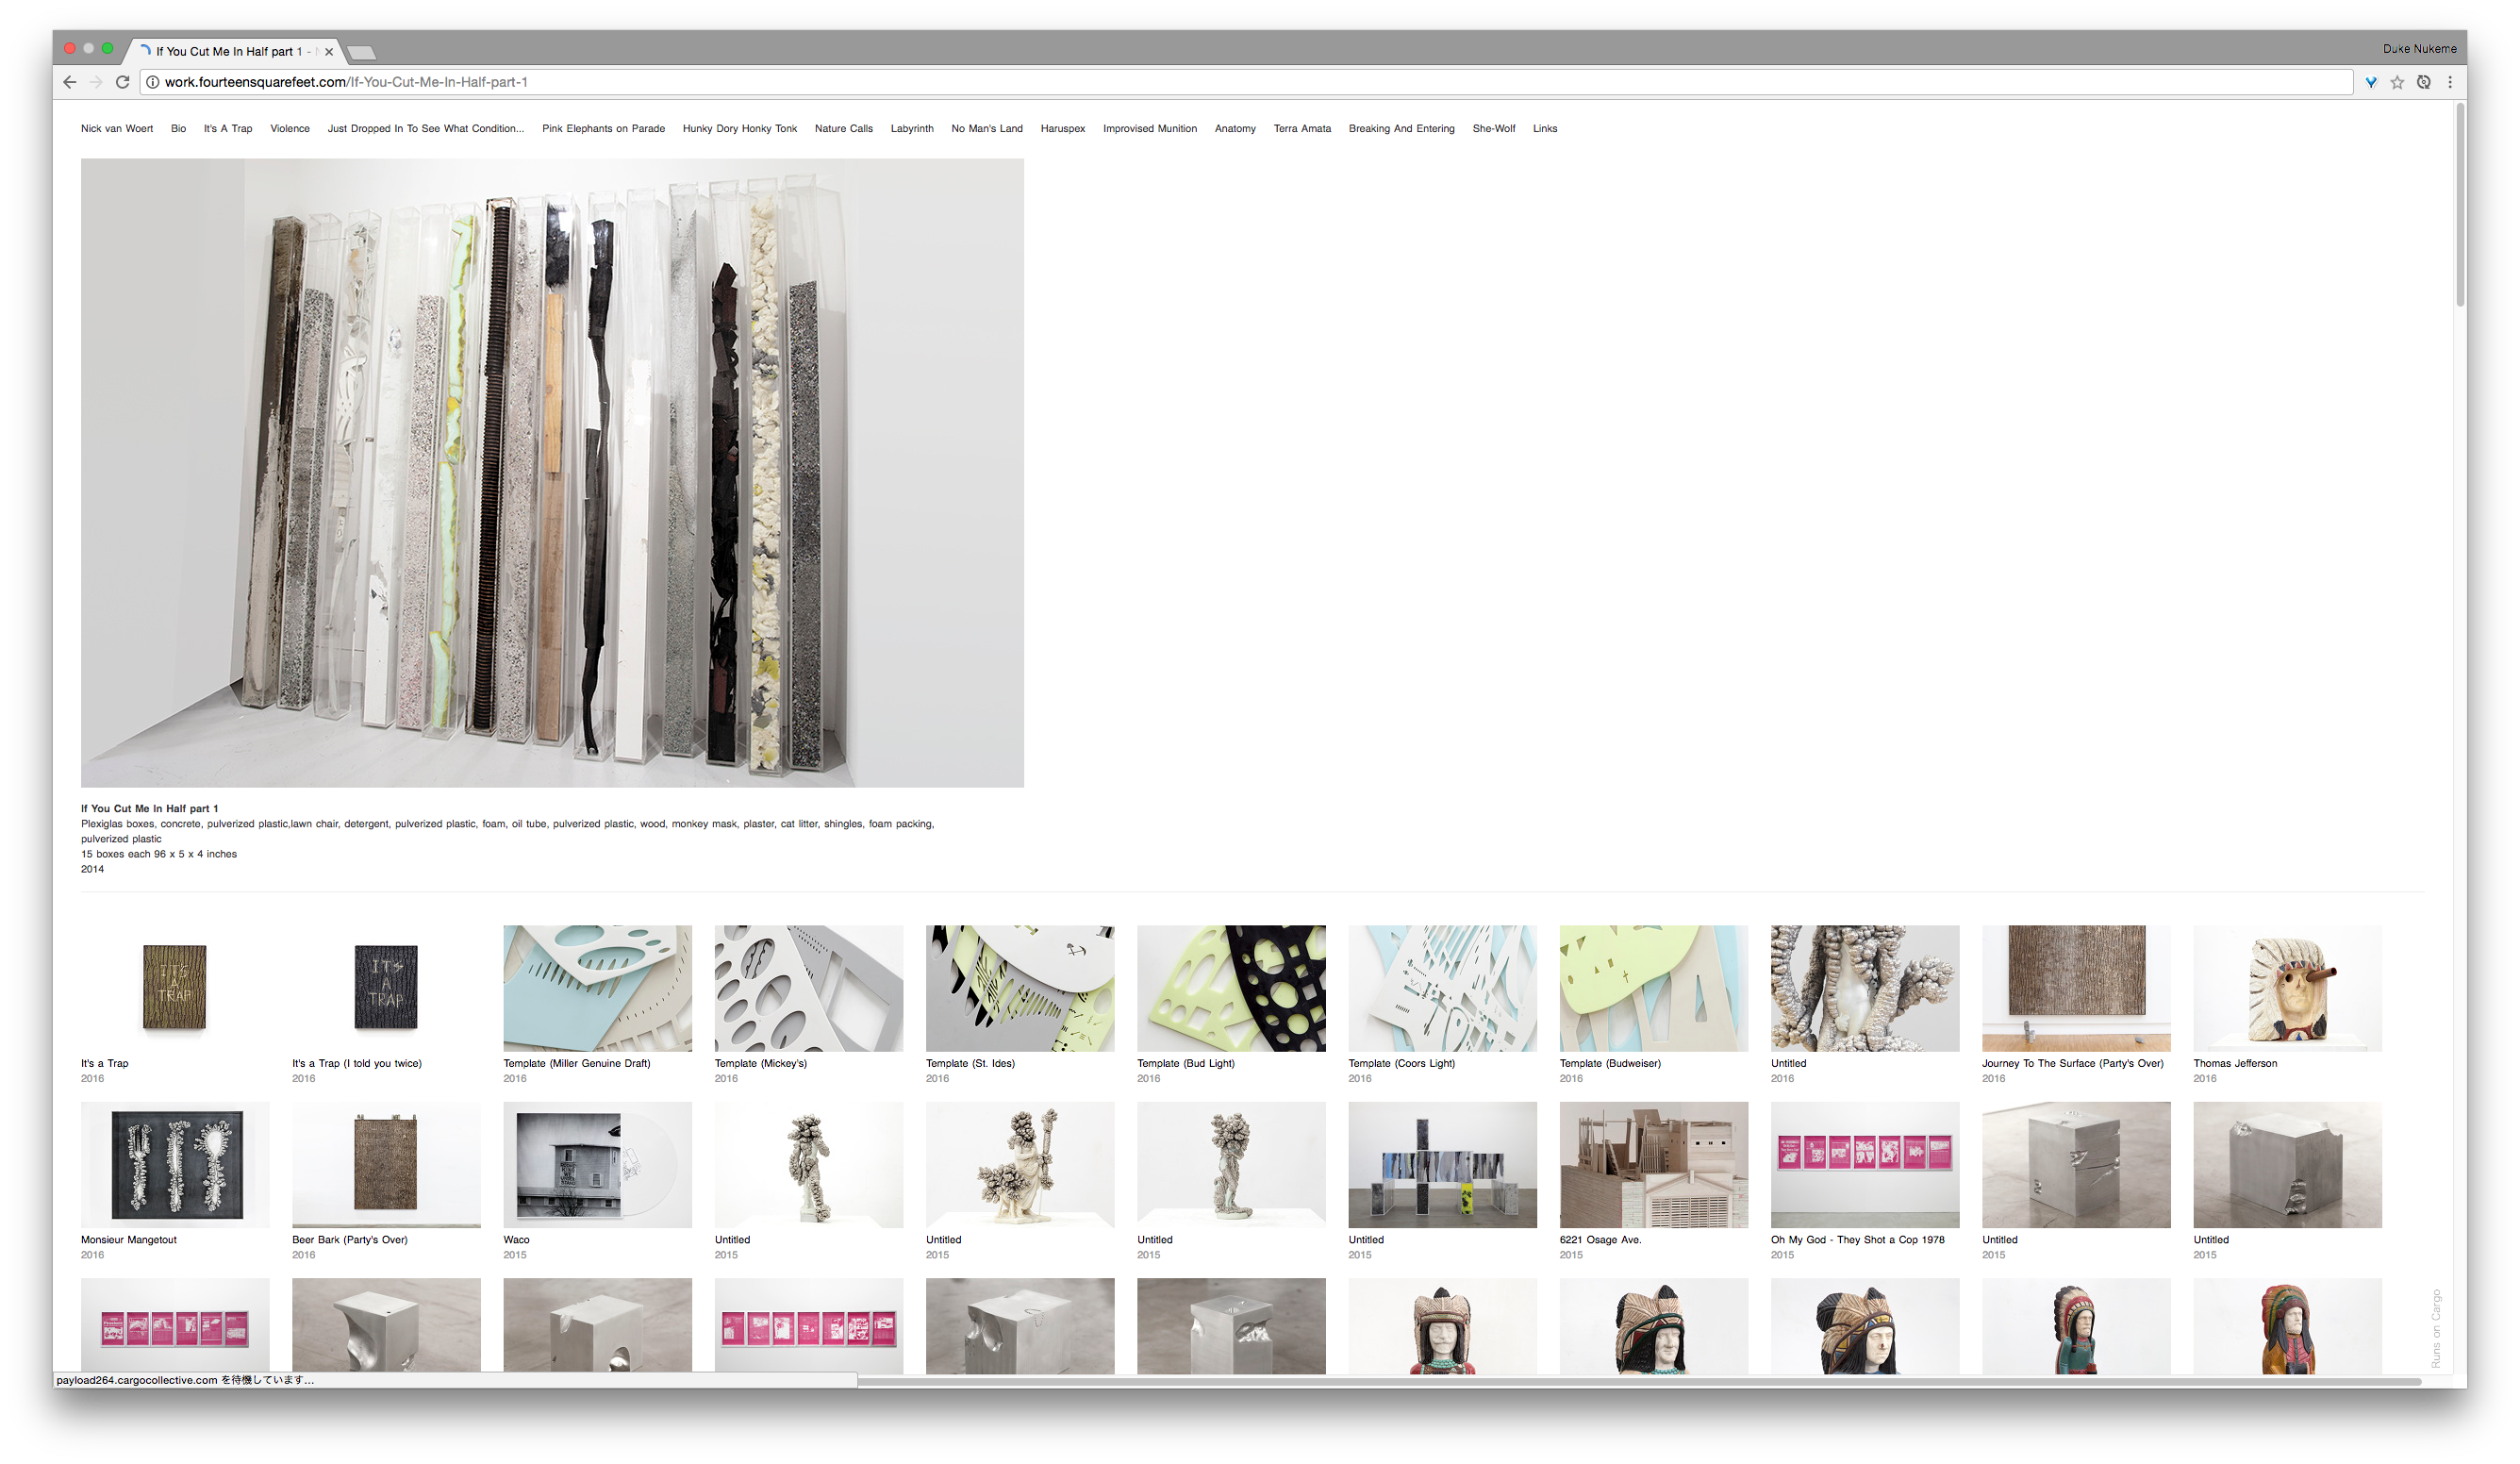 If You Cut Me In Half part 1 -
Duke Nukeme
work.fourteensquarefeet.com/If-You-Cut-Me-In-Half-part-1
Nick van Woert Bio It's A Trap Violence Just Dropped In To See What Condition... Pink Elephants on Parade Hunky Dory Honky Tonk Nature Calls Labyrinth No Man's Land Haruspex Improvised Munition Anatomy Terra Amata Breaking And Entering She-Wolf Links
If You Cut Me In Half part 1
Plexiglas boxes, concrete, pulverized plastic,lawn chair, detergent, pulverized plastic, foam, oil tube, pulverized plastic, wood, monkey mask, plaster, cat litter, shingles, foam packing,
pulverized plastic
15 boxes each 96 x 5 x 4 inches
2014
IT'S
A
TRAP
IT'S
A
TRAP
It's a Trap It's a Trap (I told you twice) Template (Miller Genuine Draft) Template (Mickey's) Template (St. Ides) Template (Bud Light) Template (Coors Light) Template (Budweiser) Untitled Journey To The Surface (Party's Over) Thomas Jefferson
2016 2016 2016 2016 2016 2016 2016 2016 2016 2016 2016
Monsieur Mangetout Beer Bark (Party's Over) Waco Untitled Untitled Untitled Untitled 6221 Osage Ave. Oh My God - They Shot a Cop 1978 Untitled Untitled
2016 2016 2015 2015 2015 2015 2015 2015 2015 2015 2015
Runs on Cargo
payload264.cargocollective.com を待機しています...